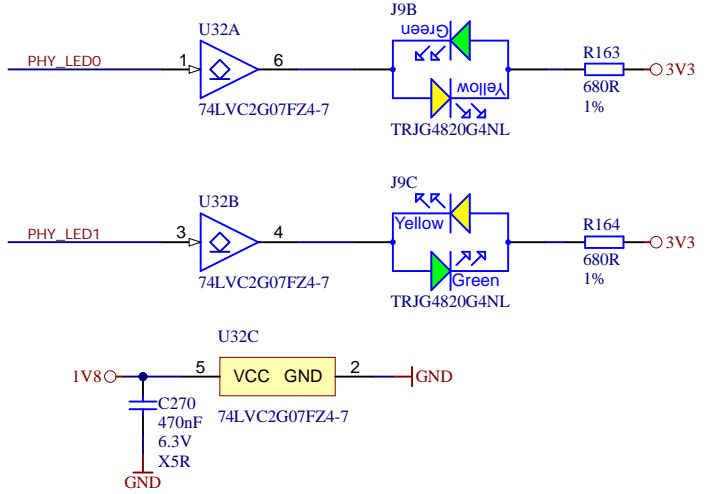 J9B
U32A
Green
R163
PHY_LED0
1
6
3V3
Yellow
680R
74LVC2G07FZ4-7
1%
TRJG4820G4NL
J9C
U32B
Yellow
R164
PHY_LED1
3
4
3V3
680R
Green
74LVC2G07FZ4-7
1%
TRJG4820G4NL
U32C
1V8
5
VCC GND
2
GND
C270
74LVC2G07FZ4-7
470nF
6.3V
X5R
GND